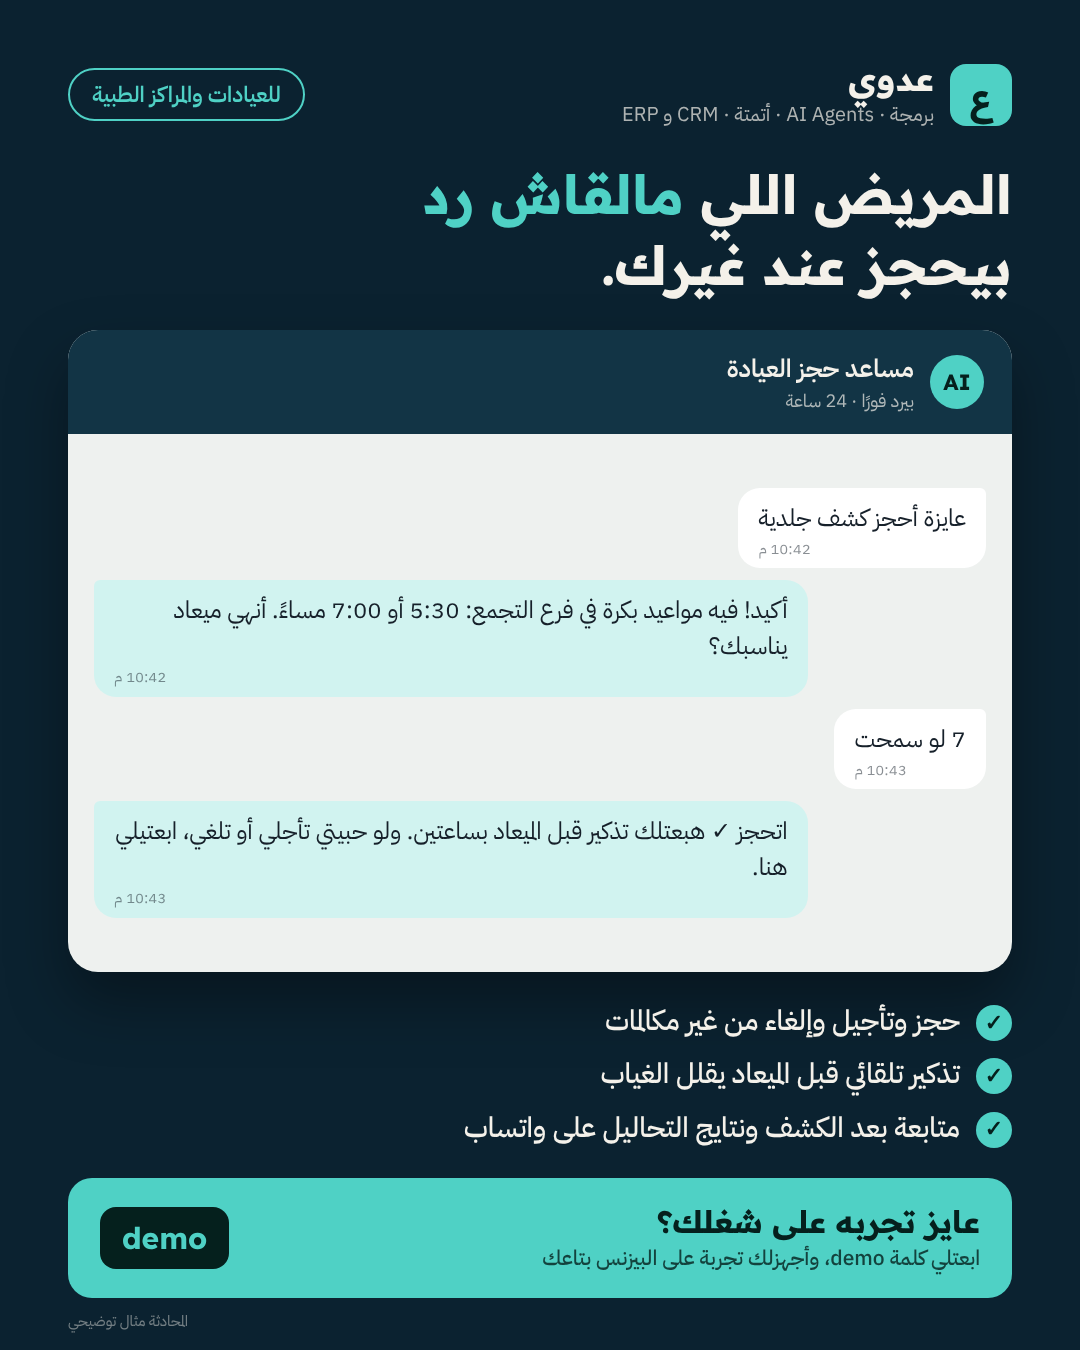 ع
عدوي
برمجة · AI Agents · أتمتة · CRM و ERP
للعيادات والمراكز الطبية
المريض اللي مالقاش رد
بيحجز عند غيرك.
AI
مساعد حجز العيادة
بيرد فورًا · 24 ساعة
عايزة أحجز كشف جلدية
10:42 م
أكيد! فيه مواعيد بكرة في فرع التجمع: 5:30 أو 7:00 مساءً. أنهي ميعاد
يناسبك؟
10:42 م
7 لو سمحت
10:43 م
اتحجز ✓ هبعتلك تذكير قبل الميعاد بساعتين. ولو حبيتي تأجلي أو تلغي، ابعتيلي
هنا.
10:43 م
✓ حجز وتأجيل وإلغاء من غير مكالمات
✓ تذكير تلقائي قبل الميعاد يقلل الغياب
✓ متابعة بعد الكشف ونتايج التحاليل على واتساب
عايز تجربه على شغلك؟
ابعتلي كلمة demo، وأجهزلك تجربة على البيزنس بتاعك
demo
المحادثة مثال توضيحي